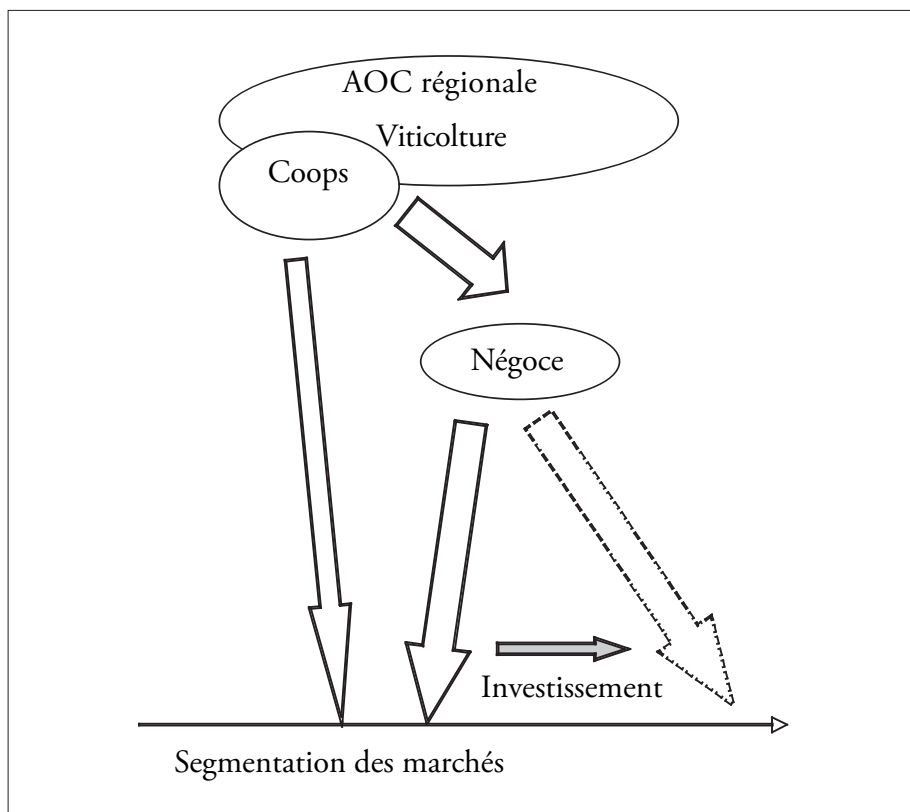 AOC régionale
Viticolture
Coops
Négoce
Investissement
Segmentation des marchés